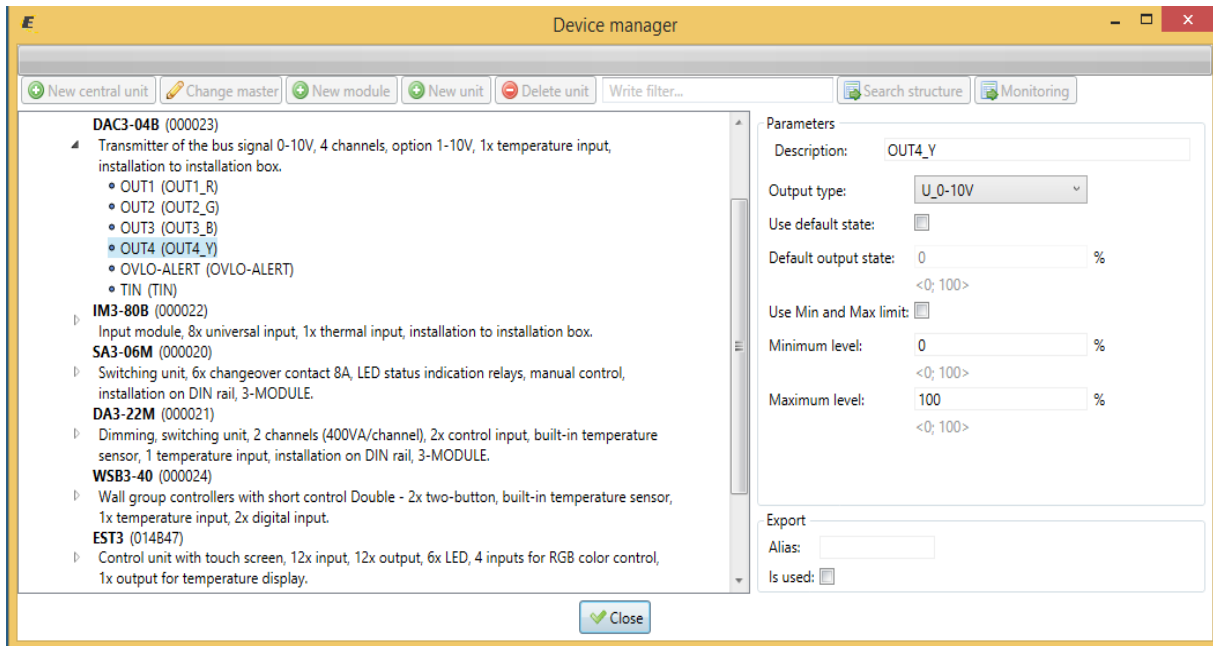 E
Device manager
New central unit Change master New module New unit Delete unit Write filter... Search structure Monitoring
DAC3-04B (000023)
Transmitter of the bus signal 0-10V, 4 channels, option 1-10V, 1x temperature input,
installation to installation box.
OUT1 (OUT1_R)
OUT2 (OUT2_G)
OUT3 (OUT3_B)
OUT4 (OUT4_Y)
OVLO-ALERT (OVLO-ALERT)
TIN (TIN)
IM3-80B (000022)
Input module, 8x universal input, 1x thermal input, installation to installation box.
SA3-06M (000020)
Switching unit, 6x changeover contact 8A, LED status indication relays, manual control,
installation on DIN rail, 3-MODULE.
DA3-22M (000021)
Dimming, switching unit, 2 channels (400VA/channel), 2x control input, built-in temperature
sensor, 1 temperature input, installation on DIN rail, 3-MODULE.
WSB3-40 (000024)
Wall group controllers with short control Double - 2x two-button, built-in temperature sensor,
1x temperature input, 2x digital input.
EST3 (014B47)
Control unit with touch screen, 12x input, 12x output, 6x LED, 4 inputs for RGB color control,
1x output for temperature display.
Parameters
Description: OUT4_Y
Output type: U_0-10V
Use default state:
Default output state: 0 %
<0; 100>
Use Min and Max limit:
Minimum level: 0 %
<0; 100>
Maximum level: 100 %
<0; 100>
Export
Alias:
Is used:
Close